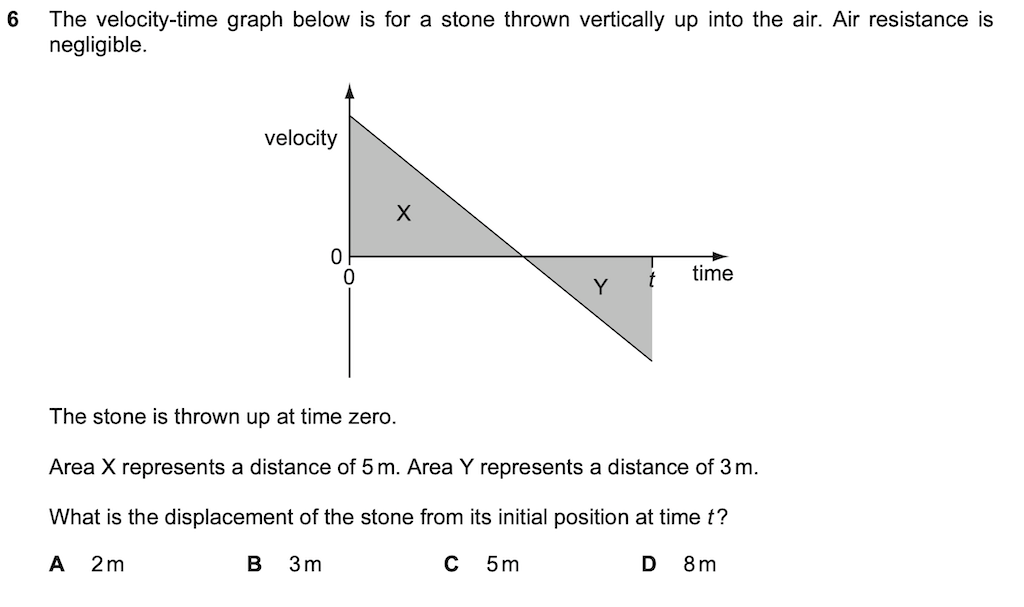 6 The velocity-time graph below is for a stone thrown vertically up into the air. Air resistance is
negligible.
velocity
X
0
0
Y
t
time
The stone is thrown up at time zero.
Area X represents a distance of 5 m. Area Y represents a distance of 3 m.
What is the displacement of the stone from its initial position at time t?
A 2 m B 3 m C 5 m D 8 m